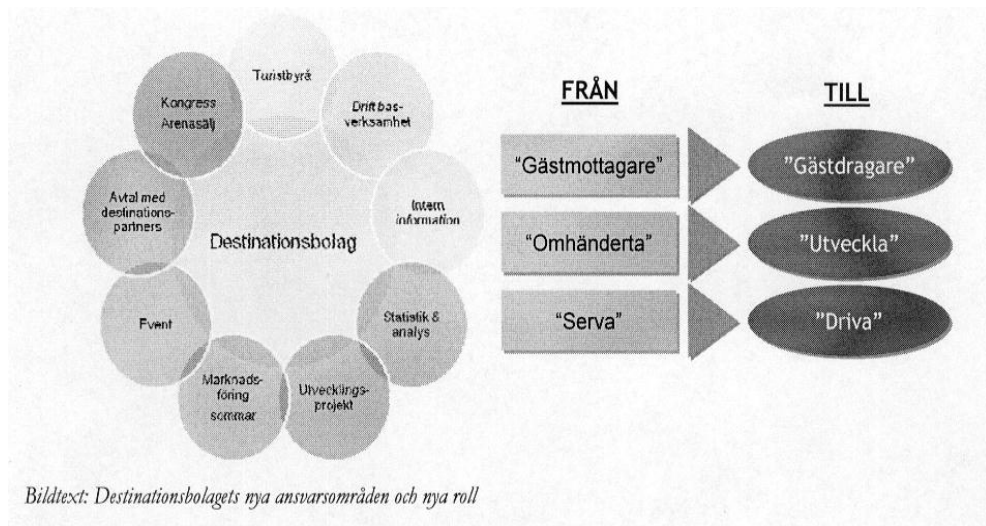 Turistbyrå
Drift bas-
verksamhet
Intern
information
Statistik &
analys
Utvecklings-
projekt
Marknads-
föring
sommar
Event
Avtal med
destinations-
partners
Kongress
Arenasälj
Destinationsbolag
FRÅN
TILL
“Gästmottagare”
”Gästdragare”
“Omhänderta”
”Utveckla”
“Serva”
”Driva”
Bildtext: Destinationsbolagets nya ansvarsområden och nya roll